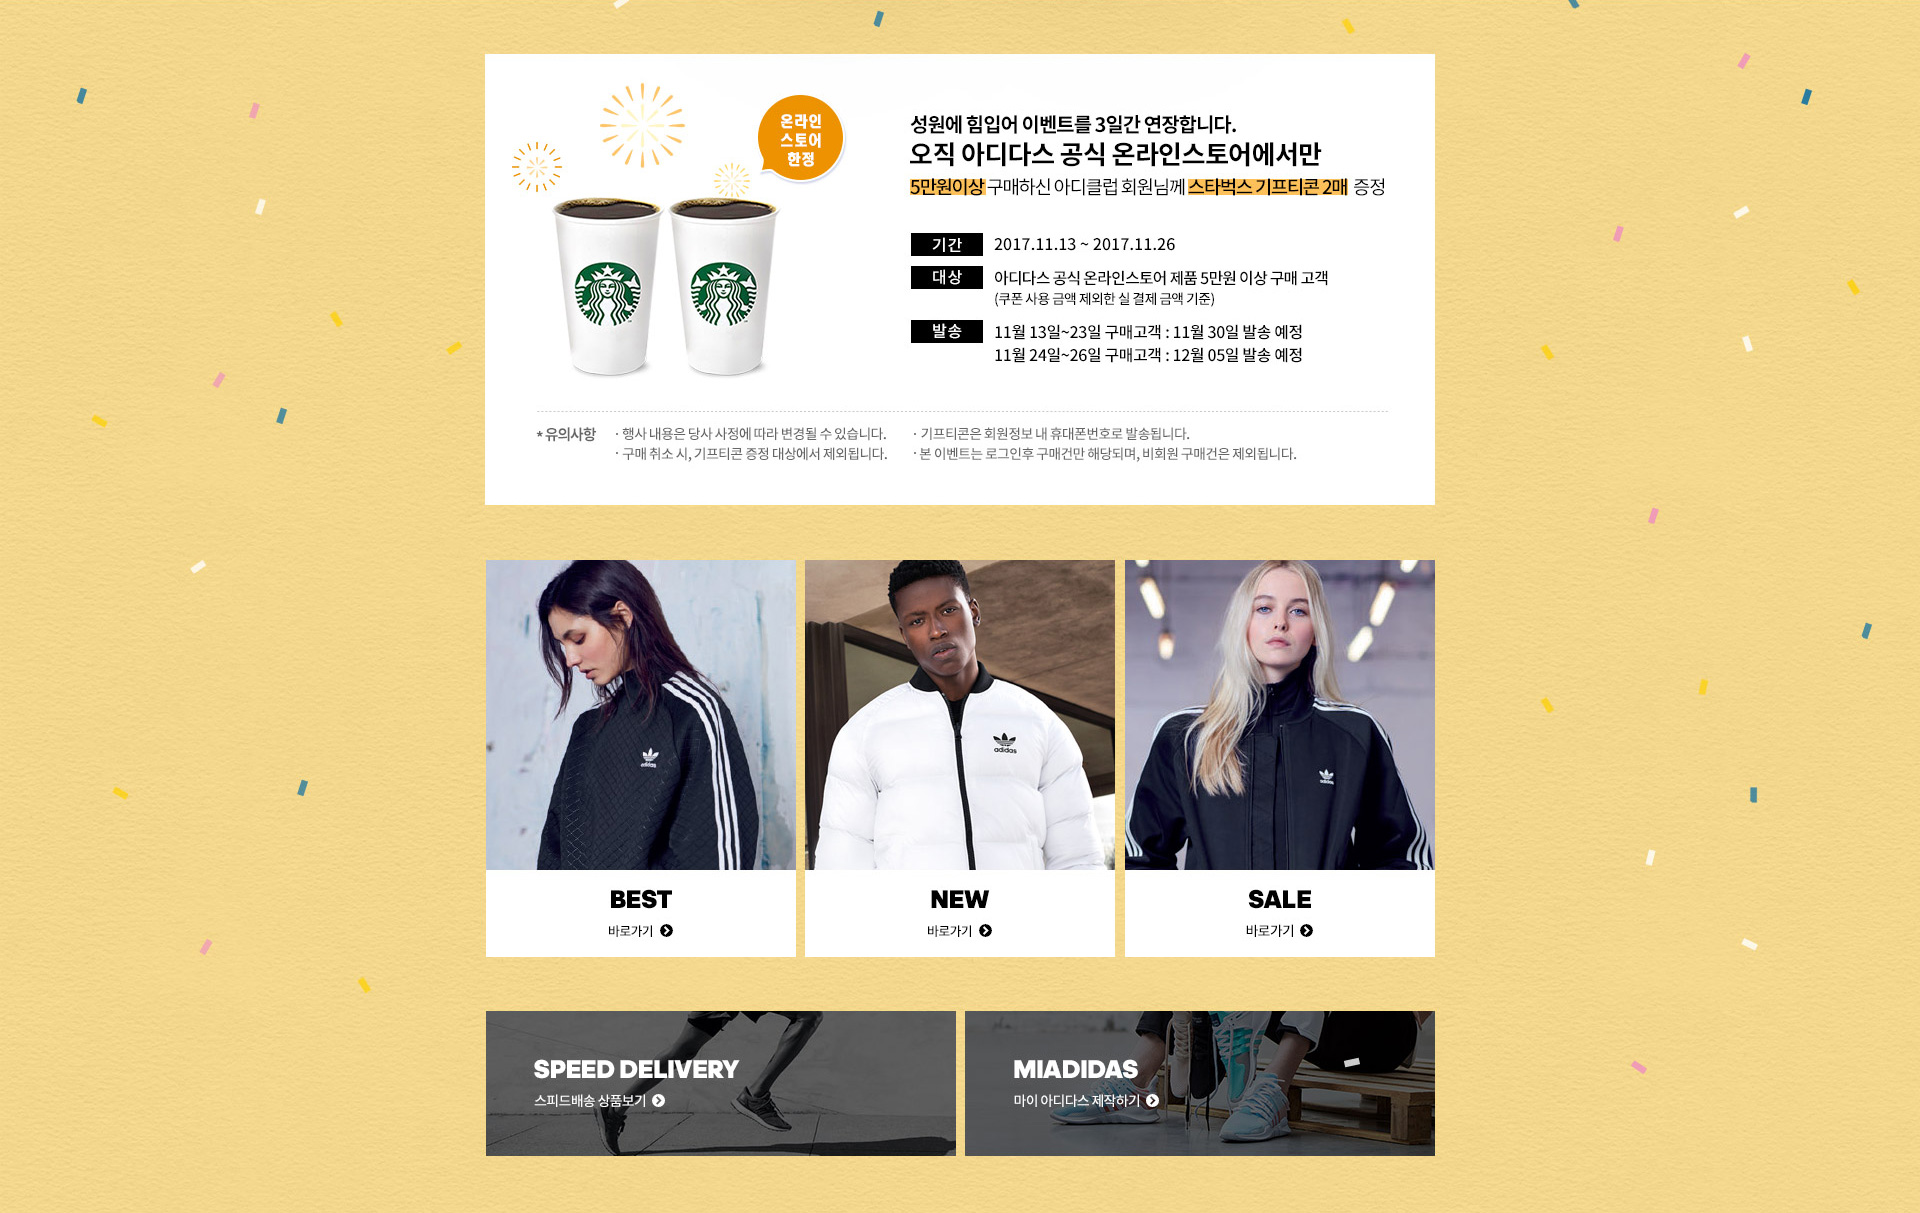 온라인
스토어
한정
성원에 힘입어 이벤트를 3일간 연장합니다.
오직 아디다스 공식 온라인스토어에서만
5만원이상 구매하신 아디클럽 회원님께 스타벅스 기프티콘 2매 증정
기간 2017.11.13 ~ 2017.11.26
대상 아디다스 공식 온라인스토어 제품 5만원 이상 구매 고객
(쿠폰 사용 금액 제외한 실 결제 금액 기준)
발송 11월 13일~23일 구매고객 : 11월 30일 발송 예정
11월 24일~26일 구매고객 : 12월 05일 발송 예정
* 유의사항
· 행사 내용은 당사 사정에 따라 변경될 수 있습니다.
· 구매 취소 시, 기프티콘 증정 대상에서 제외됩니다.
· 기프티콘은 회원정보 내 휴대폰번호로 발송됩니다.
· 본 이벤트는 로그인후 구매건만 해당되며, 비회원 구매건은 제외됩니다.
adidas
adidas
adidas
BEST
바로가기
NEW
바로가기
SALE
바로가기
SPEED DELIVERY
스피드배송 상품보기
MIADIDAS
마이 아디다스 제작하기